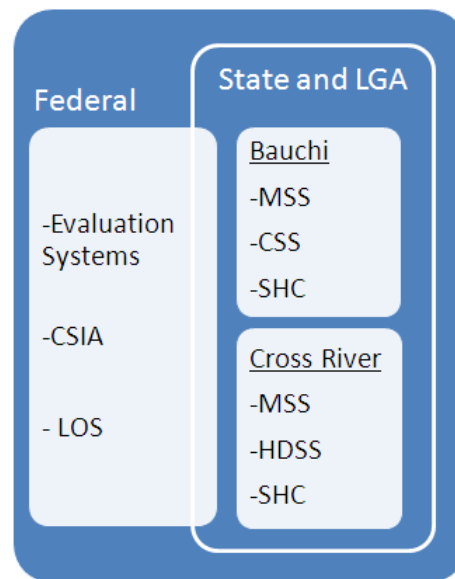 Federal
-Evaluation
Systems
-CSIA
- LOS
State and LGA
Bauchi
-MSS
-CSS
-SHC
Cross River
-MSS
-HDSS
-SHC